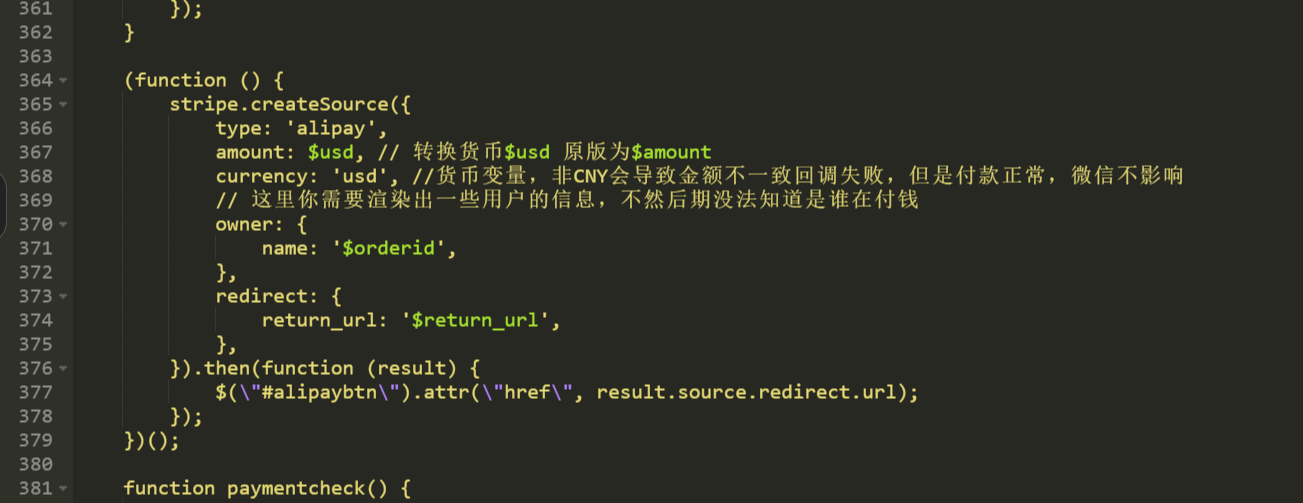 361 });
362 }
363
364 (function () {
365 stripe.createSource({
366 type: 'alipay',
367 amount: $usd, // 转换货币$usd 原版为$amount
368 currency: 'usd', //货币变量，非CNY会导致金额不一致回调失败，但是付款正常，微信不影响
369 // 这里你需要渲染出一些用户的信息，不然后期没法知道是谁在付钱
370 owner: {
371 name: '$orderid',
372 },
373 redirect: {
374 return_url: '$return_url',
375 },
376 }).then(function (result) {
377 $(\"#alipaybtn\").attr(\"href\", result.source.redirect.url);
378 });
379 })();
380
381 function paymentcheck() {